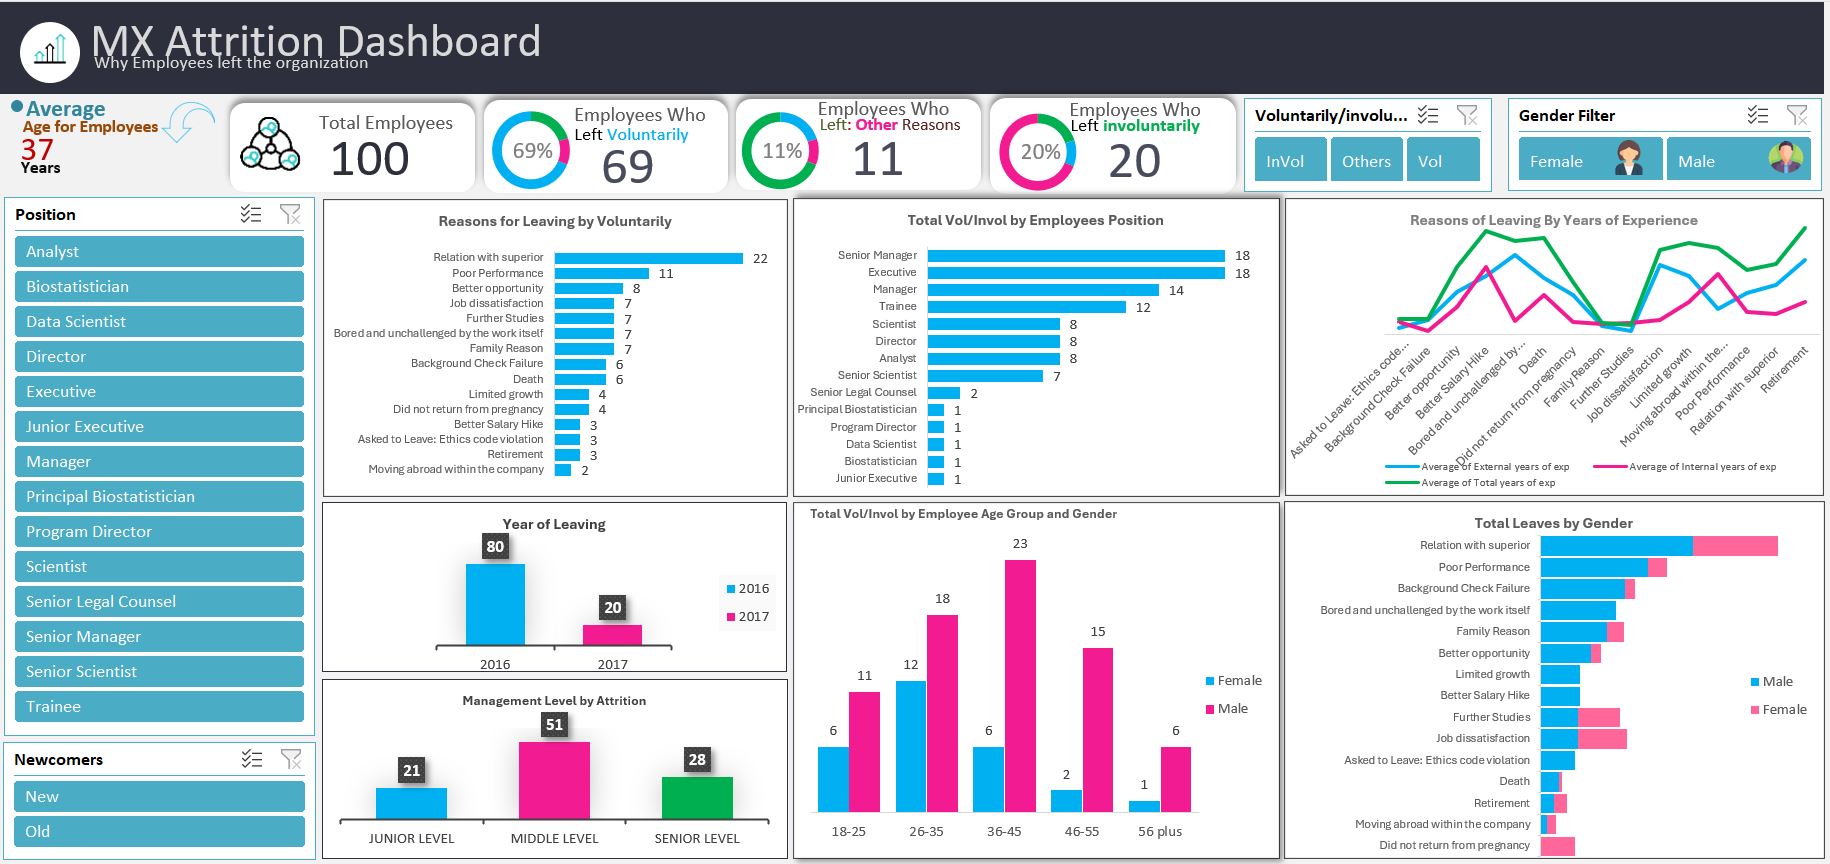 MX Attrition Dashboard
Why Employees left the organization
Average
Age for Employees
37
Years
Total Employees
100
69%
Employees Who
Left Voluntarily
69
11%
Employees Who
Left: Other Reasons
11
20%
Employees Who
Left involuntarily
20
Voluntarily/involu...
InVol
Others
Vol
Gender Filter
Female
Male
Position
Analyst
Biostatistician
Data Scientist
Director
Executive
Junior Executive
Manager
Principal Biostatistician
Program Director
Scientist
Senior Legal Counsel
Senior Manager
Senior Scientist
Trainee
Newcomers
New
Old
Reasons for Leaving by Voluntarily
Relation with superior 22
Poor Performance 11
Better opportunity 8
Job dissatisfaction 7
Further Studies 7
Bored and unchallenged by the work itself 7
Family Reason 7
Background Check Failure 6
Death 6
Limited growth 4
Did not return from pregnancy 4
Better Salary Hike 3
Asked to Leave: Ethics code violation 3
Retirement 3
Moving abroad within the company 2
Total Vol/Invol by Employees Position
Senior Manager 18
Executive 18
Manager 14
Trainee 12
Scientist 8
Director 8
Analyst 8
Senior Scientist 7
Senior Legal Counsel 2
Principal Biostatistician 1
Program Director 1
Data Scientist 1
Biostatistician 1
Junior Executive 1
Reasons of Leaving By Years of Experience
Asked to Leave: Ethics code...
Background Check Failure
Better opportunity
Better Salary Hike
Bored and unchallenged by...
Death
Did not return from pregnancy
Family Reason
Further Studies
Job dissatisfaction
Limited growth
Moving abroad within the...
Poor Performance
Relation with superior
Retirement
Average of External years of exp
Average of Internal years of exp
Average of Total years of exp
Year of Leaving
80
20
2016
2017
2016
2017
Management Level by Attrition
21
51
28
JUNIOR LEVEL
MIDDLE LEVEL
SENIOR LEVEL
Total Vol/Invol by Employee Age Group and Gender
6
11
12
18
6
23
2
15
1
6
18-25
26-35
36-45
46-55
56 plus
Female
Male
Total Leaves by Gender
Relation with superior
Poor Performance
Background Check Failure
Bored and unchallenged by the work itself
Family Reason
Better opportunity
Limited growth
Better Salary Hike
Further Studies
Job dissatisfaction
Asked to Leave: Ethics code violation
Death
Retirement
Moving abroad within the company
Did not return from pregnancy
Male
Female